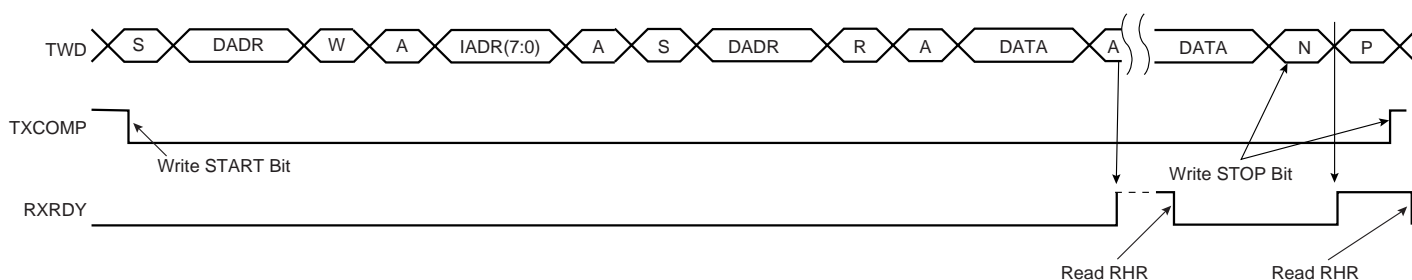 TWD S DADR W A IADR(7:0) A S DADR R A DATA A DATA N P
TXCOMP
Write START Bit
Write STOP Bit
RXRDY
Read RHR Read RHR